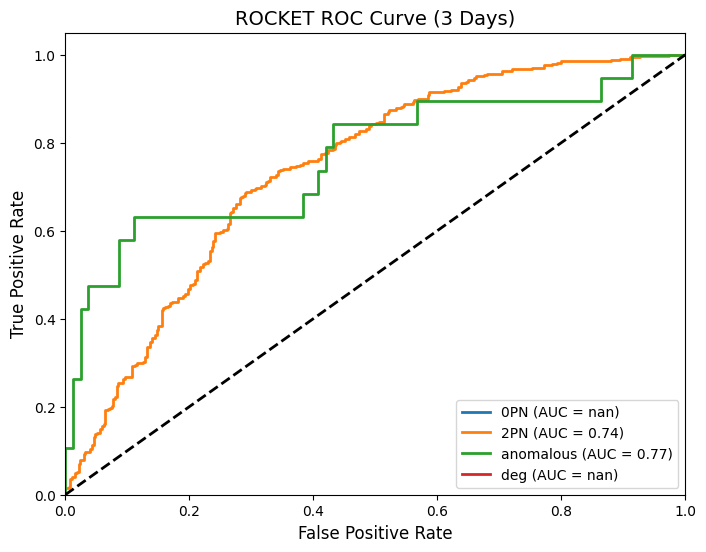 ROCKET ROC Curve (3 Days)
True Positive Rate
1.0
0.8
0.6
0.4
0.2
0.0
0PN (AUC = nan)
2PN (AUC = 0.74)
anomalous (AUC = 0.77)
deg (AUC = nan)
0.0 0.2 0.4 0.6 0.8 1.0
False Positive Rate